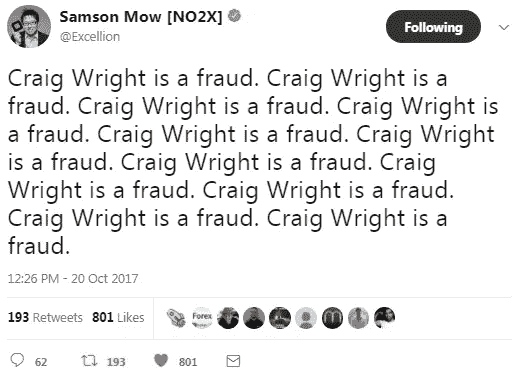 Samson Mow [NO2X]
@Excellion
Following
Craig Wright is a fraud. Craig Wright is a
fraud. Craig Wright is a fraud. Craig Wright is
a fraud. Craig Wright is a fraud. Craig Wright
is a fraud. Craig Wright is a fraud. Craig
Wright is a fraud. Craig Wright is a fraud.
Craig Wright is a fraud. Craig Wright is a
fraud.
12:26 PM - 20 Oct 2017
193 Retweets 801 Likes
Forex
62 193 801